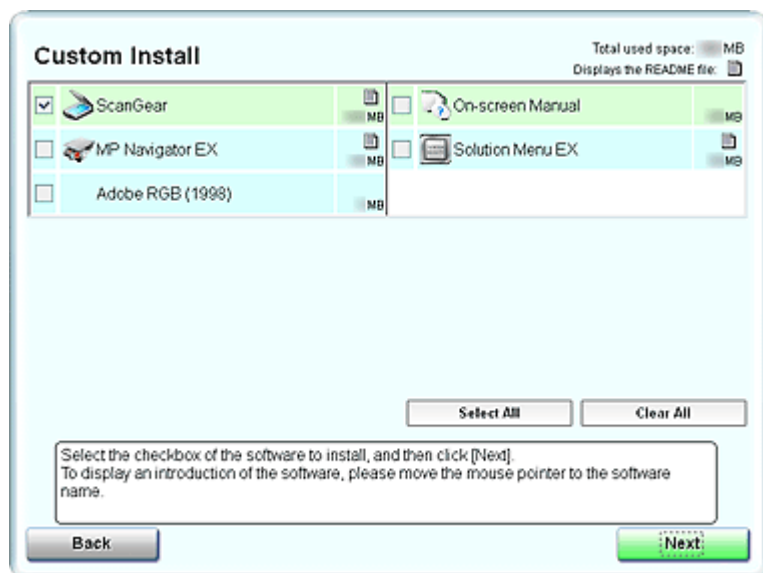 Custom Install
Total used space: MB
Displays the README file:
ScanGear
MB
On-screen Manual
MB
MP Navigator EX
MB
Solution Menu EX
MB
Adobe RGB (1998)
MB
Select All
Clear All
Select the checkbox of the software to install, and then click [Next].
To display an introduction of the software, please move the mouse pointer to the software
name.
Back
Next